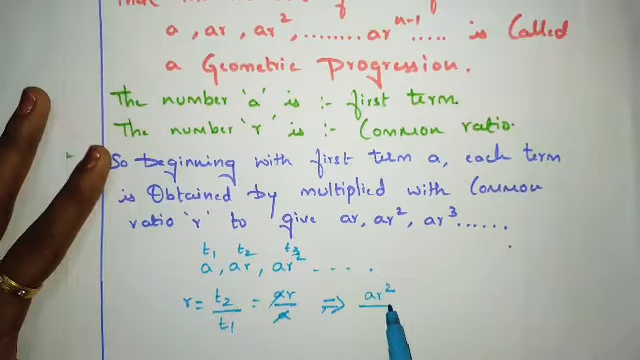 a, ar, ar², ........ arⁿ⁻¹ ..... is Called
a Geometric Progression.
The number 'a' is :- first term
The number 'r' is :- Common ratio.
So beginning with first term a, each term
is Obtained by multiplied with Common
ratio 'r' to give ar, ar², ar³ ......
t₁ t₂ t₃
a, ar, ar² - - - .
r = t₂/t₁ = ar/a ⇒ ar²